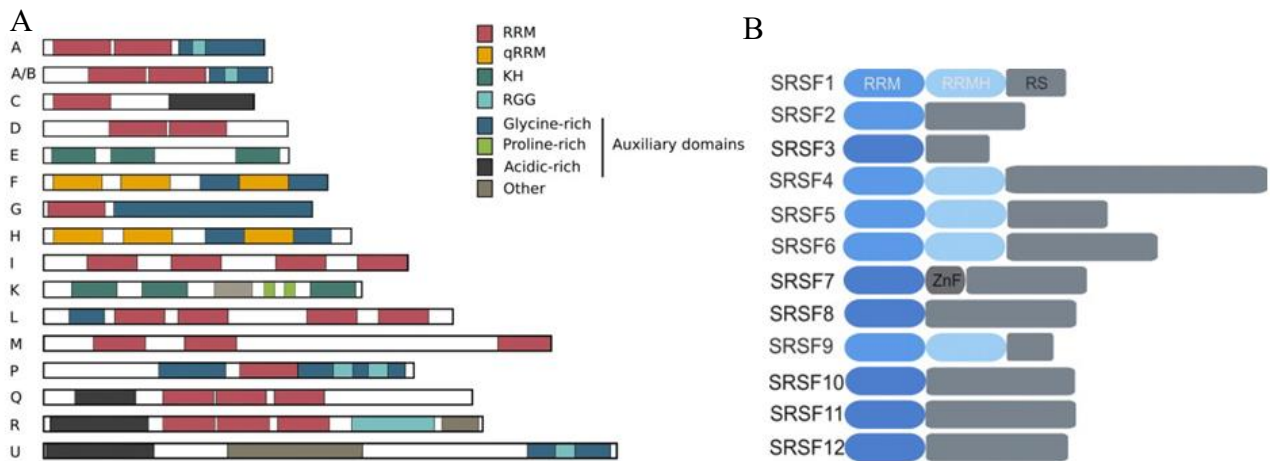 A
A
A/B
C
D
E
F
G
H
I
K
L
M
P
Q
R
U
RRM
qRRM
KH
RGG
Glycine-rich
Proline-rich
Acidic-rich
Other
Auxiliary domains
B
SRSF1 RRM RRMH RS
SRSF2
SRSF3
SRSF4
SRSF5
SRSF6
SRSF7 ZnF
SRSF8
SRSF9
SRSF10
SRSF11
SRSF12